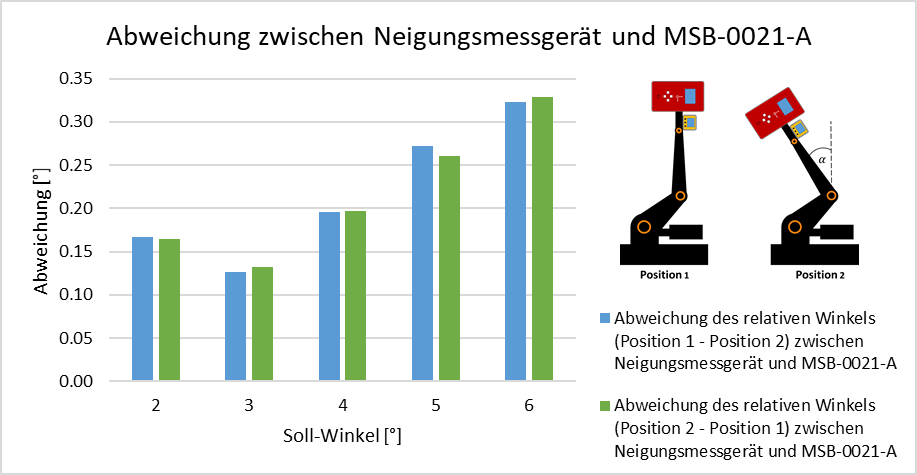 Abweichung zwischen Neigungsmessgerät und MSB-0021-A
Abweichung [°]
0.35
0.30
0.25
0.20
0.15
0.10
0.05
0.00
2 3 4 5 6
Soll-Winkel [°]
α
Position 1 Position 2
Abweichung des relativen Winkels
(Position 1 - Position 2) zwischen
Neigungsmessgerät und MSB-0021-A
Abweichung des relativen Winkels
(Position 2 - Position 1) zwischen
Neigungsmessgerät und MSB-0021-A